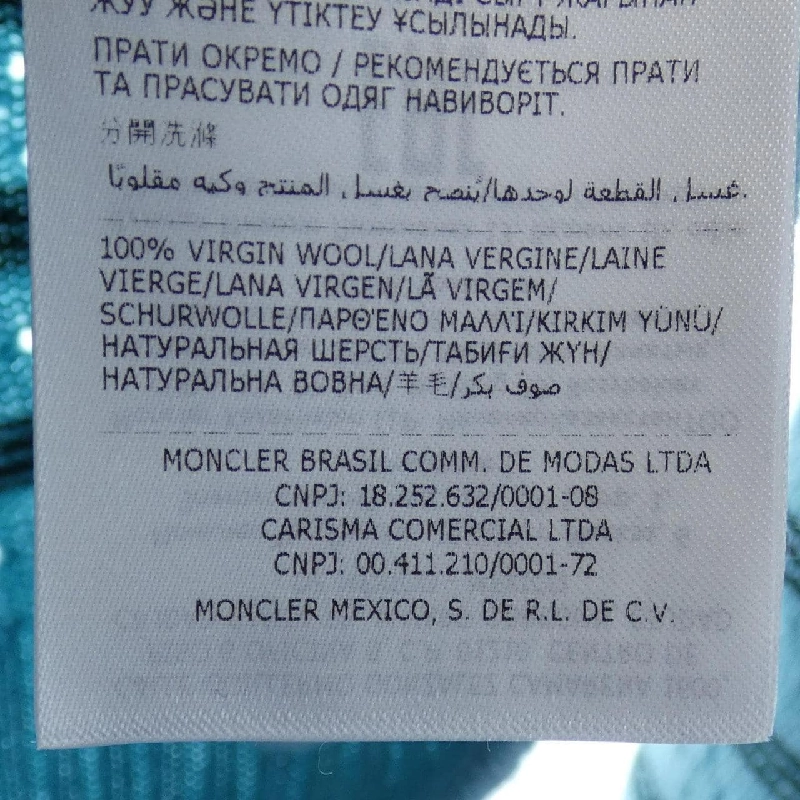 ЖУУ ЖӘНЕ ҮТІКТЕУ ҰСЫЛЫНАДЫ.
ПРАТИ ОКРЕМО / РЕКОМЕНДУЄТЬСЯ ПРАТИ
ТА ПРАСУВАТИ ОДЯГ НАВИВОРІТ.
分開洗滌
غسل القطعة لوحدها/يُنصح بغسل المنتج وكيه مقلوبًا.
100% VIRGIN WOOL/LANA VERGINE/LAINE
VIERGE/LANA VIRGEN/LÃ VIRGEM/
SCHURWOLLE/ΠΑΡΘΈΝΟ ΜΑΛΛΊ/KIRKIM YÜNÜ/
НАТУРАЛЬНАЯ ШЕРСТЬ/ТАБИҒИ ЖҮН/
НАТУРАЛЬНА ВОВНА/羊毛/صوف بكر
MONCLER BRASIL COMM. DE MODAS LTDA
CNPJ: 18.252.632/0001-08
CARISMA COMERCIAL LTDA
CNPJ: 00.411.210/0001-72
MONCLER MEXICO, S. DE R.L. DE C.V.